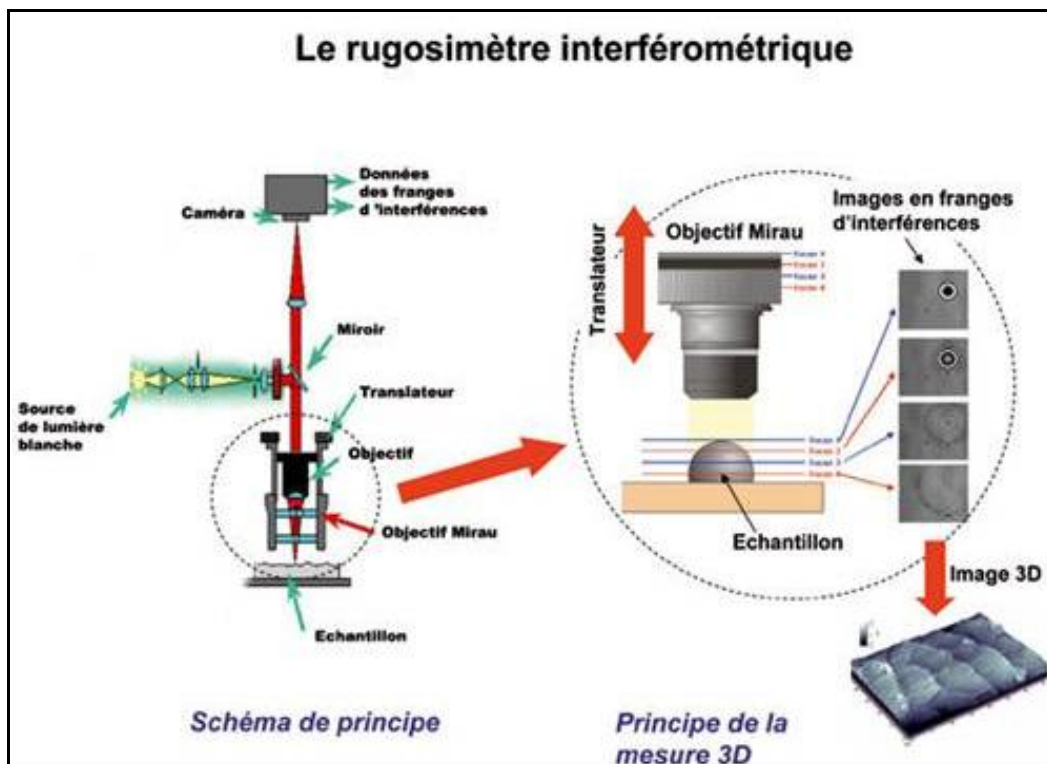 Le rugosimètre interférométrique
Données
des franges
d 'interférences
Caméra
Miroir
Source
de lumière
blanche
Translateur
Objectif
Objectif Mirau
Echantillon
Schéma de principe
Translateur
Objectif Mirau
Images en franges
d'interférences
Echantillon
Image 3D
Principe de la
mesure 3D